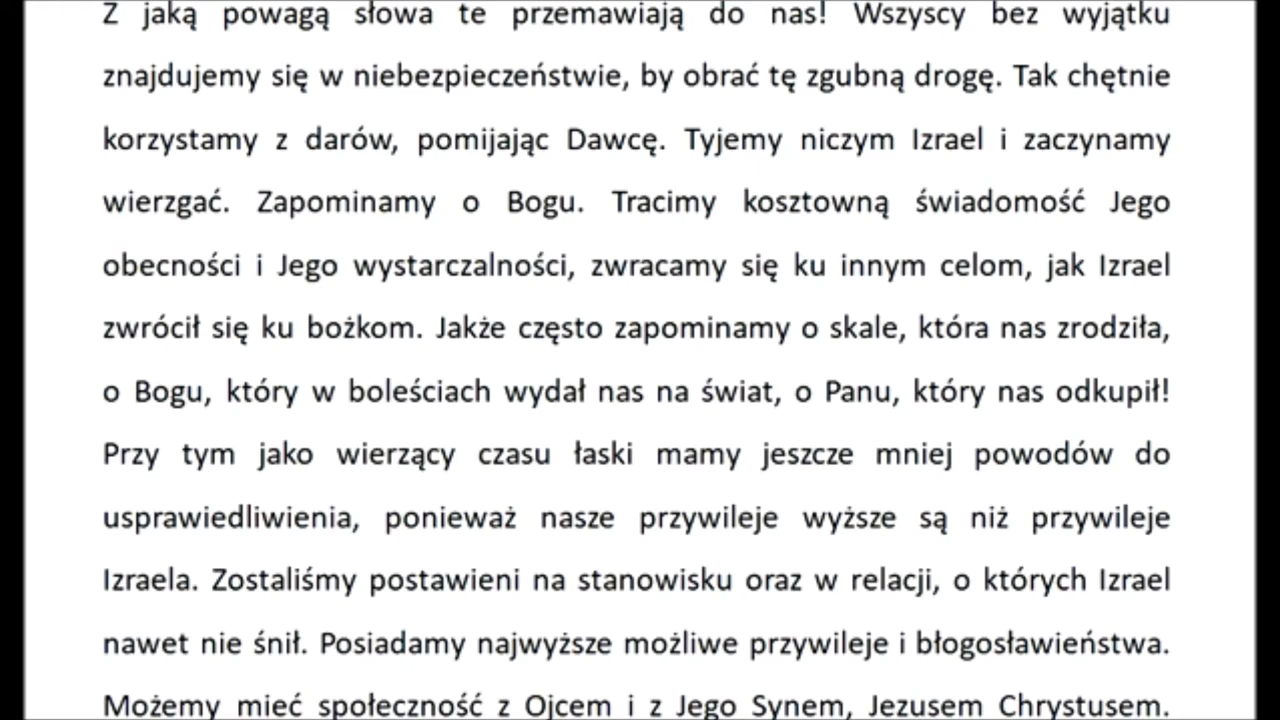 Z jaką powagą słowa te przemawiają do nas! Wszyscy bez wyjątku
znajdujemy się w niebezpieczeństwie, by obrać tę zgubną drogę. Tak chętnie
korzystamy z darów, pomijając Dawcę. Tyjemy niczym Izrael i zaczynamy
wierzgać. Zapominamy o Bogu. Tracimy kosztowną świadomość Jego
obecności i Jego wystarczalności, zwracamy się ku innym celom, jak Izrael
zwrócił się ku bożkom. Jakże często zapominamy o skale, która nas zrodziła,
o Bogu, który w boleściach wydał nas na świat, o Panu, który nas odkupił!
Przy tym jako wierzący czasu łaski mamy jeszcze mniej powodów do
usprawiedliwienia, ponieważ nasze przywileje wyższe są niż przywileje
Izraela. Zostaliśmy postawieni na stanowisku oraz w relacji, o których Izrael
nawet nie śnił. Posiadamy najwyższe możliwe przywileje i błogosławieństwa.
Możemy mieć społeczność z Ojcem i z Jego Synem, Jezusem Chrystusem.